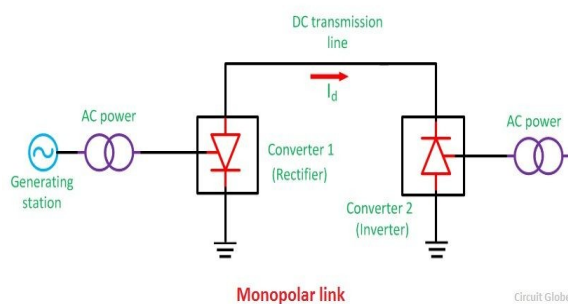 DC transmission
line
Id
AC power
AC power
Generating
station
Converter 1
(Rectifier)
Converter 2
(Inverter)
Monopolar link
Circuit Globe